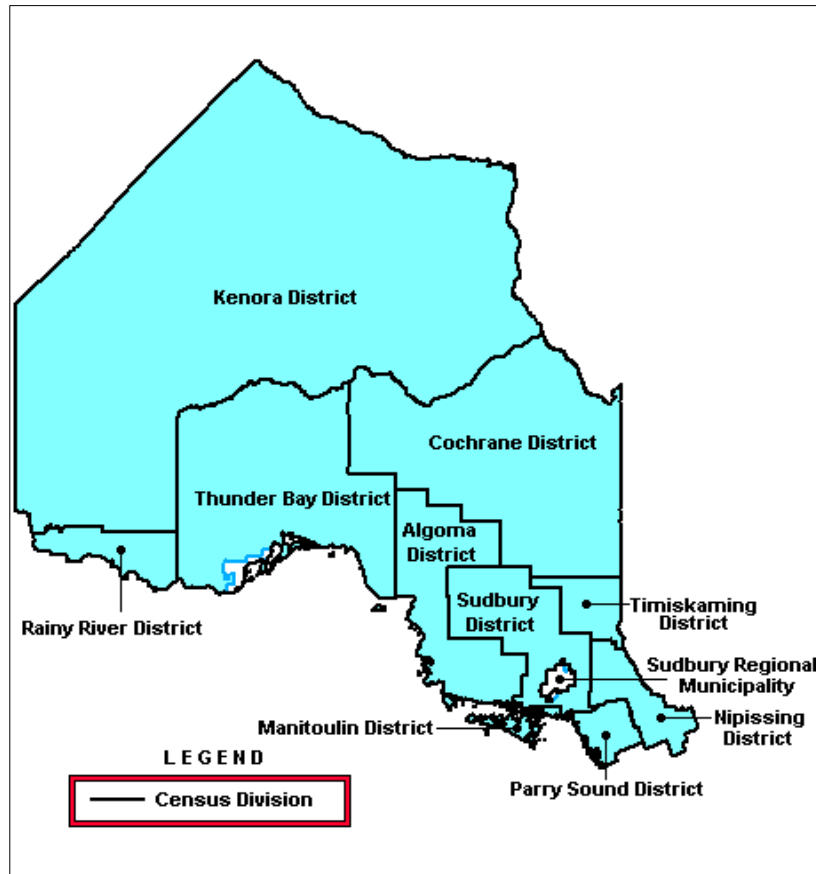 Kenora District
Cochrane District
Thunder Bay District
Algoma
District
Sudbury
District
Timiskaming
District
Rainy River District
Sudbury Regional
Municipality
Manitoulin District
Nipissing
District
LEGEND
Parry Sound District
Census Division